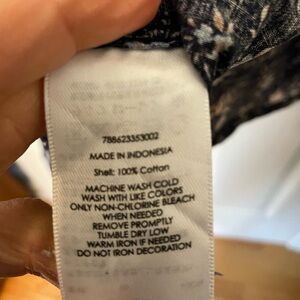 788623353002
MADE IN INDONESIA
Shell: 100% Cotton
MACHINE WASH COLD
WASH WITH LIKE COLORS
ONLY NON-CHLORINE BLEACH
WHEN NEEDED
REMOVE PROMPTLY
TUMBLE DRY LOW
WARM IRON IF NEEDED
DO NOT IRON DECORATION